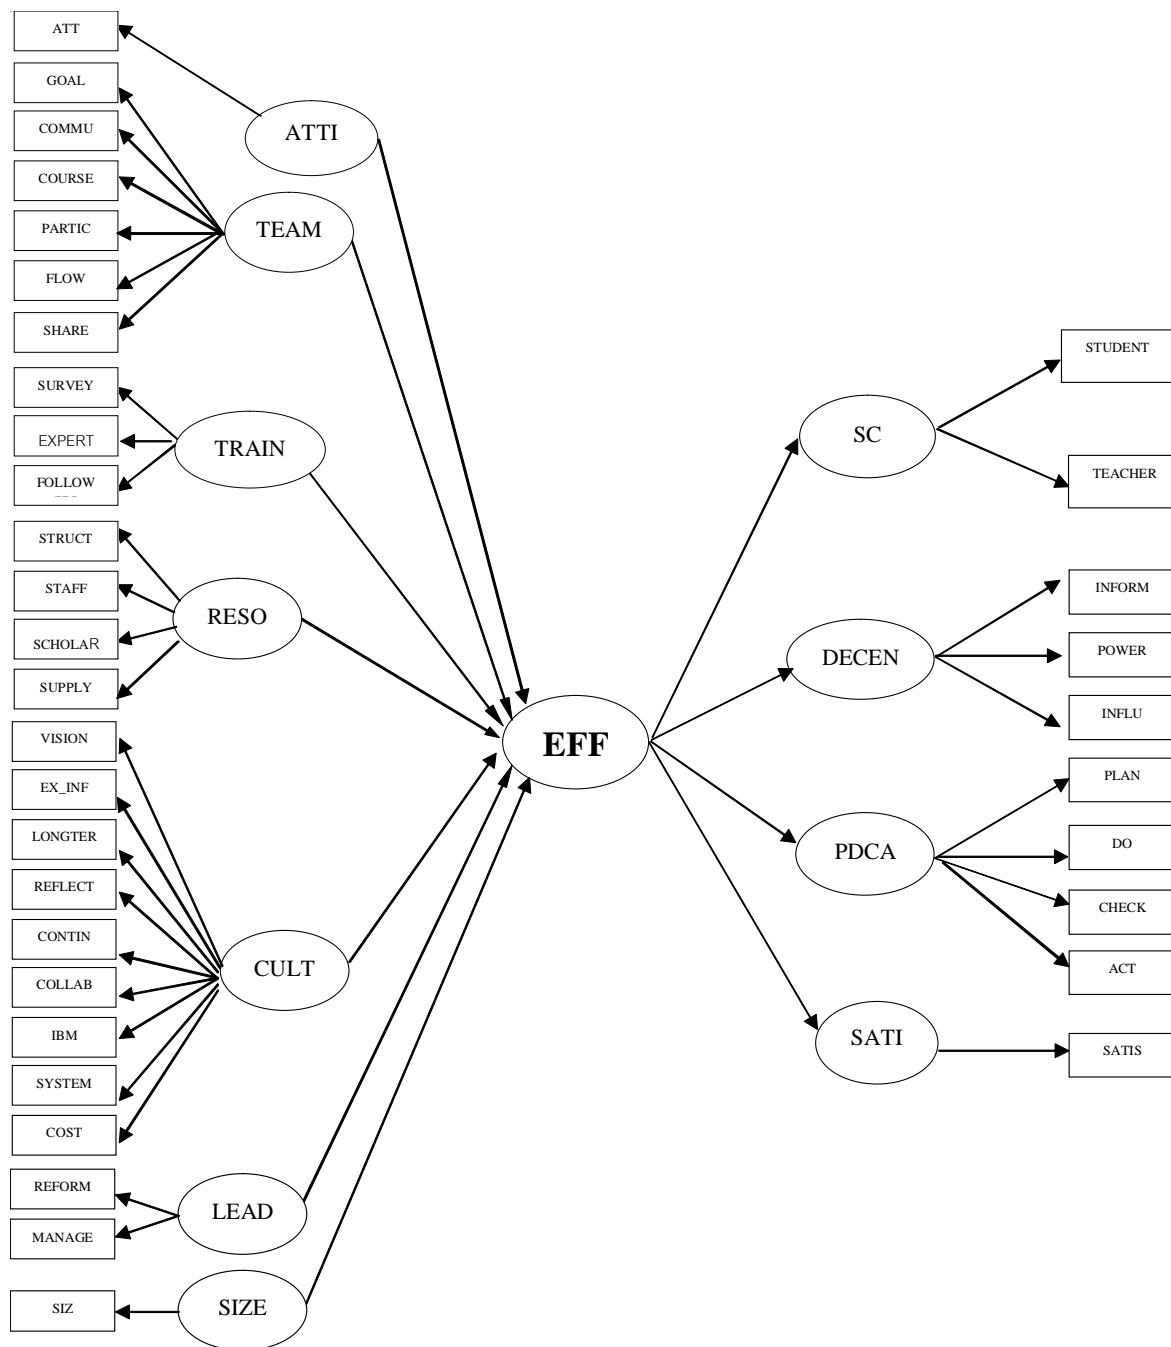 ATT
GOAL
COMMU
COURSE
PARTIC
FLOW
SHARE
SURVEY
EXPERT
FOLLOW
STRUCT
STAFF
SCHOLAR
SUPPLY
VISION
EX_INF
LONGTER
REFLECT
CONTIN
COLLAB
IBM
SYSTEM
COST
REFORM
MANAGE
SIZ
ATTI
TEAM
TRAIN
RESO
CULT
LEAD
SIZE
EFF
SC
DECEN
PDCA
SATI
STUDENT
TEACHER
INFORM
POWER
INFLU
PLAN
DO
CHECK
ACT
SATIS